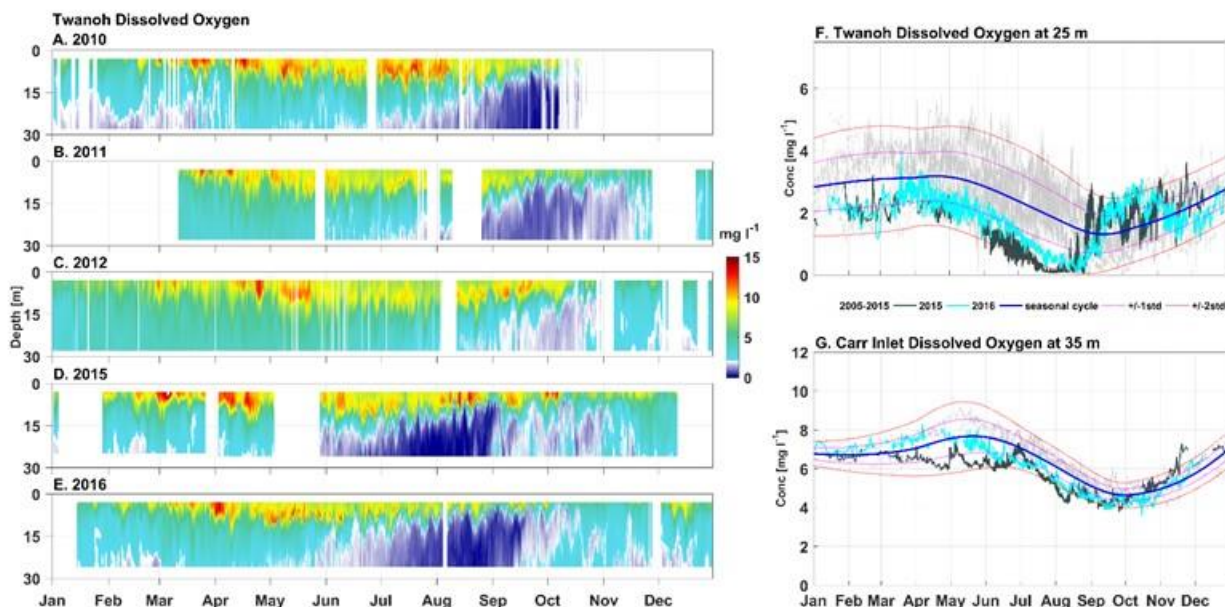 Twanoh Dissolved Oxygen
A. 2010
0
15
30
B. 2011
0
15
30
C. 2012
0
15
30
D. 2015
0
15
30
E. 2016
0
15
30
Depth [m]
Jan Feb Mar Apr May Jun Jul Aug Sep Oct Nov Dec
mg l⁻¹
15
10
5
0
F. Twanoh Dissolved Oxygen at 25 m
Conc [mg l⁻¹]
6
4
2
0
2005-2015 2015 2016 seasonal cycle +/-1std +/-2std
G. Carr Inlet Dissolved Oxygen at 35 m
Conc [mg l⁻¹]
12
10
8
6
4
2
0
Jan Feb Mar Apr May Jun Jul Aug Sep Oct Nov Dec